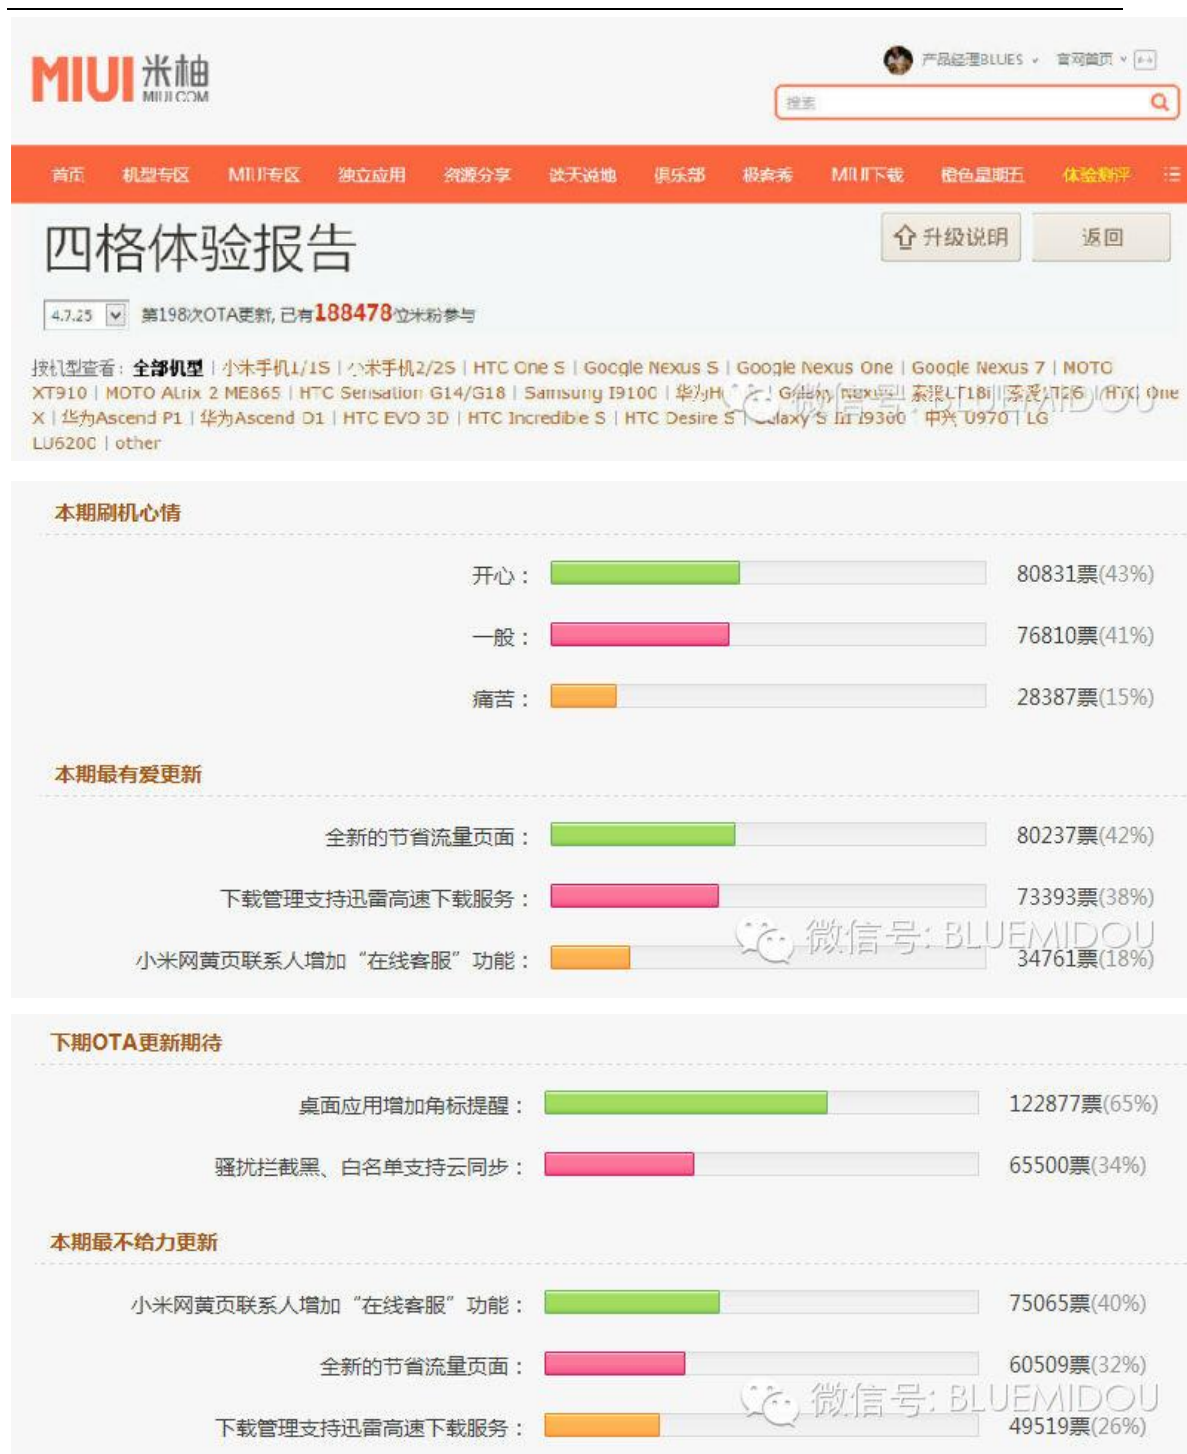 MIUI 米柚
MIUI.COM
产品经理BLUES 官网首页
搜索
首页 机型专区 MIUI专区 独立应用 资源分享 谈天说地 俱乐部 极客秀 MIUI下载 橙色星期五 体验测评
四格体验报告
升级说明 返回
4.7.25 第198次OTA更新, 已有188478位米粉参与
按机型查看: 全部机型 | 小米手机1/1S | 小米手机2/2S | HTC One S | Google Nexus S | Google Nexus One | Google Nexus 7 | MOTO
XT910 | MOTO Atrix 2 ME865 | HTC Sensation G14/G18 | Samsung I9100 | Galaxy Nexus | 索爱LT18i | HTC One
X | 华为Ascend P1 | 华为Ascend D1 | HTC EVO 3D | HTC Incredible S | HTC Desire S | Galaxy S III I9300 | 中兴 U970 | LG
LU6200 | other
微信号: BLUEMIDOU
本期刷机心情
开心: 80831票(43%)
一般: 76810票(41%)
痛苦: 28387票(15%)
本期最有爱更新
全新的节省流量页面: 80237票(42%)
下载管理支持迅雷高速下载服务: 73393票(38%)
微信号: BLUEMIDOU
小米网黄页联系人增加“在线客服”功能: 34761票(18%)
下期OTA更新期待
桌面应用增加角标提醒: 122877票(65%)
骚扰拦截黑、白名单支持云同步: 65500票(34%)
本期最不给力更新
小米网黄页联系人增加“在线客服”功能: 75065票(40%)
全新的节省流量页面: 60509票(32%)
微信号: BLUEMIDOU
下载管理支持迅雷高速下载服务: 49519票(26%)